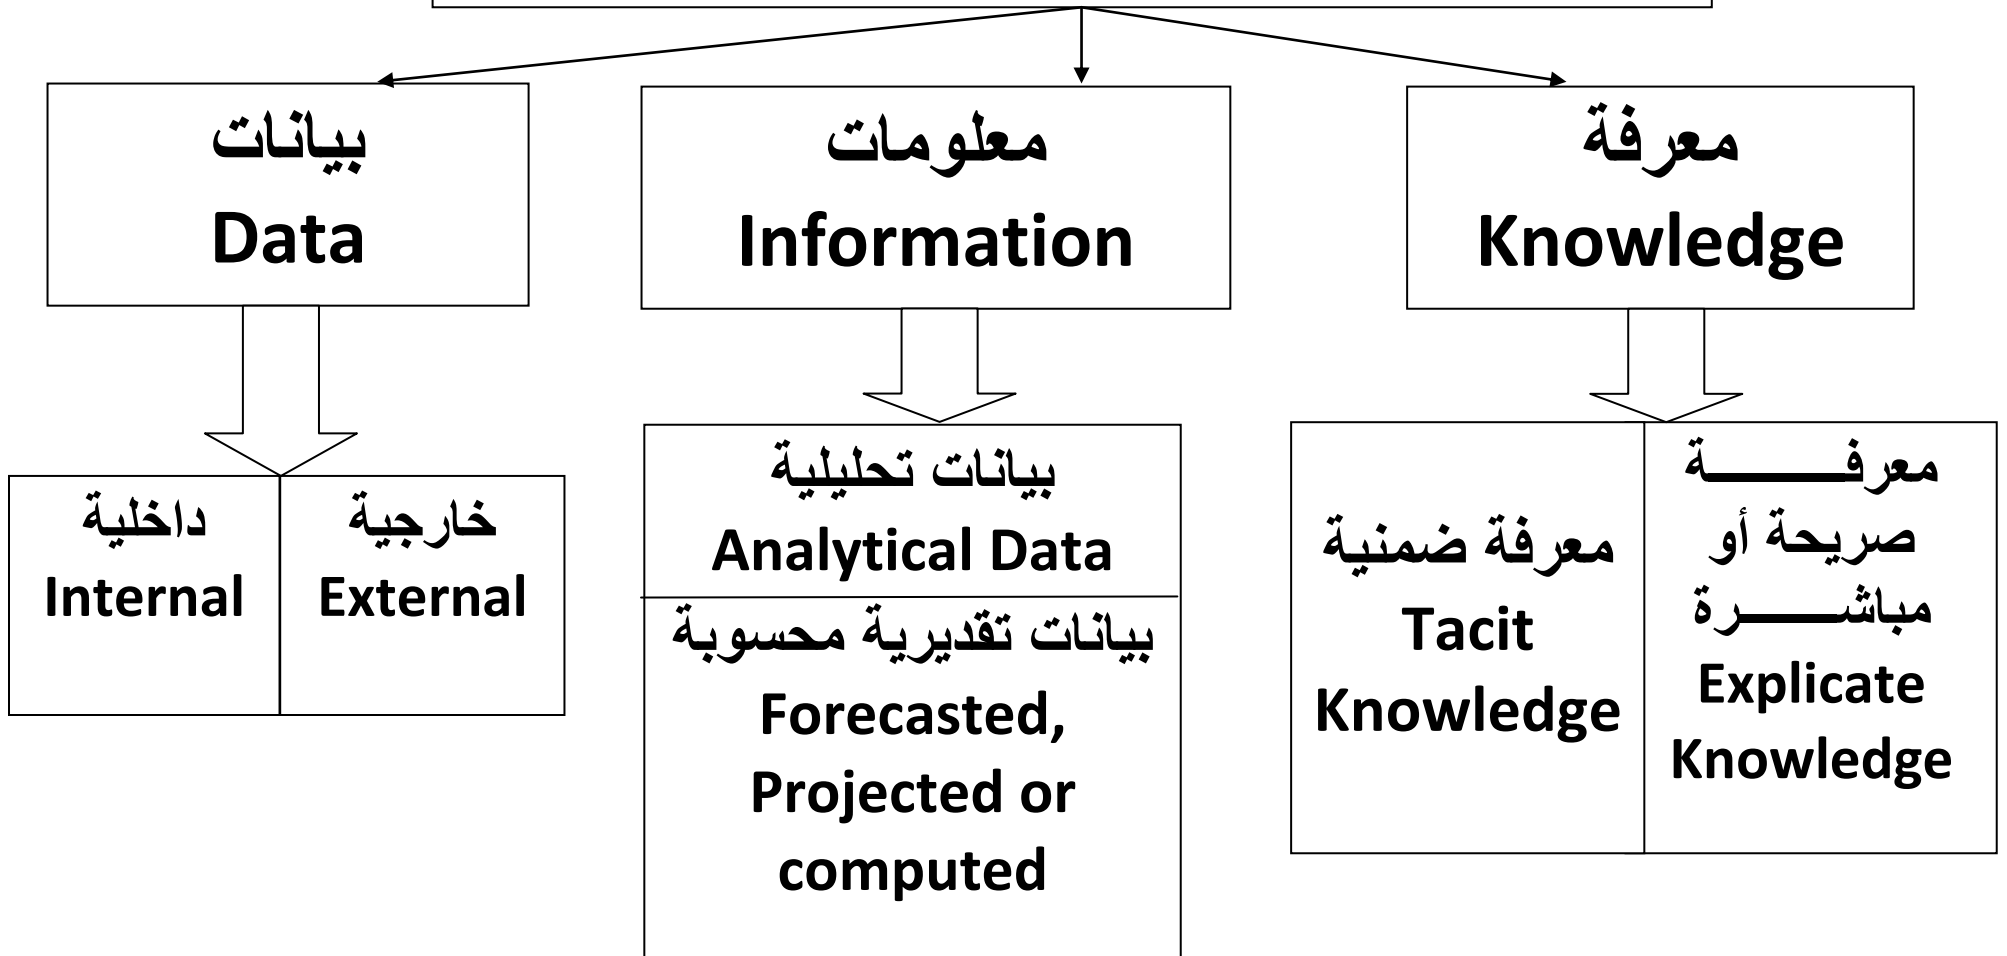 بيانات
Data
معلومات
Information
معرفة
Knowledge
داخلية
Internal
خارجية
External
بيانات تحليلية
Analytical Data
بيانات تقديرية محسوبة
Forecasted,
Projected or
computed
معرفة ضمنية
Tacit
Knowledge
معرفـــــــــة
صريحة أو
مباشـــــرة
Explicate
Knowledge